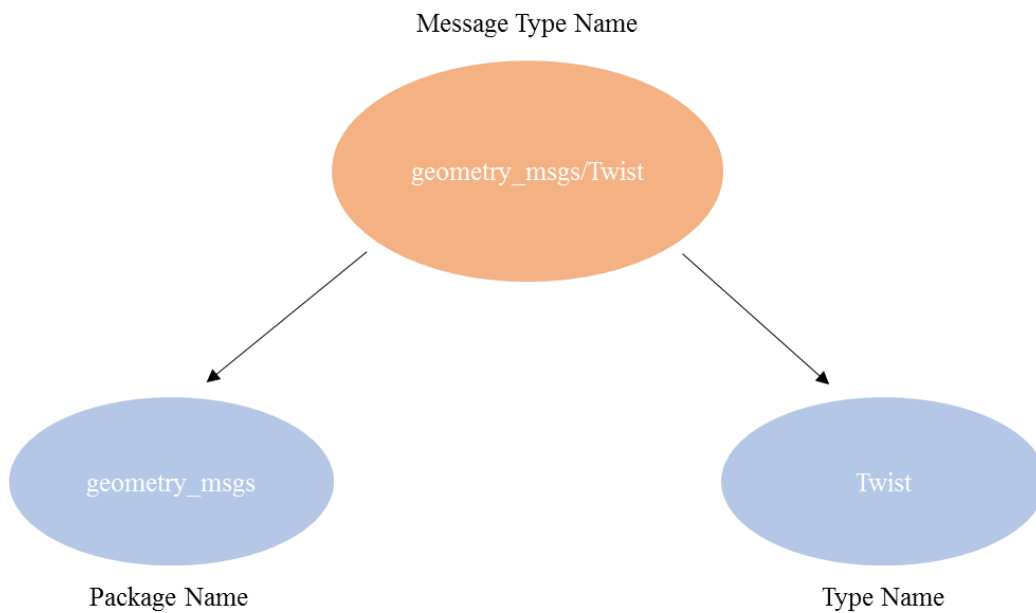 Message Type Name
geometry_msgs/Twist
geometry_msgs
Twist
Package Name
Type Name